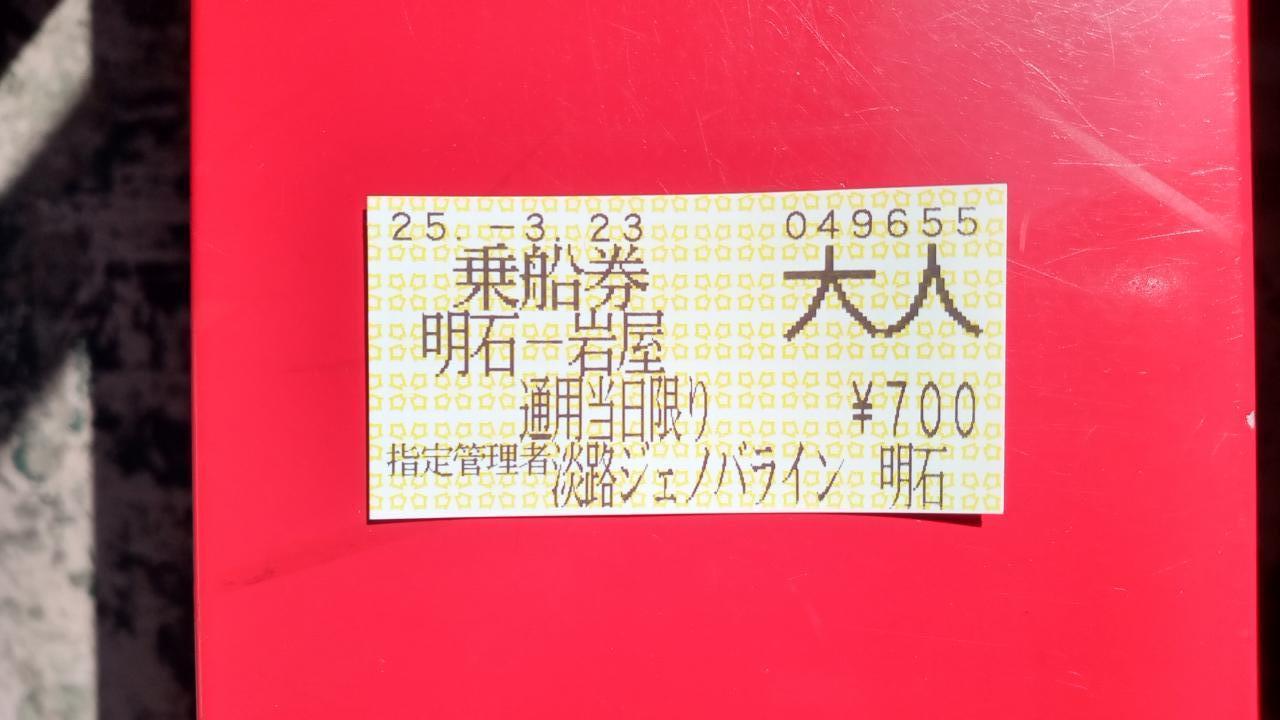 25.-3.23 049655
乗船券 大人
明石-岩屋
通用当日限り ¥700
指定管理者淡路ジェノバライン 明石